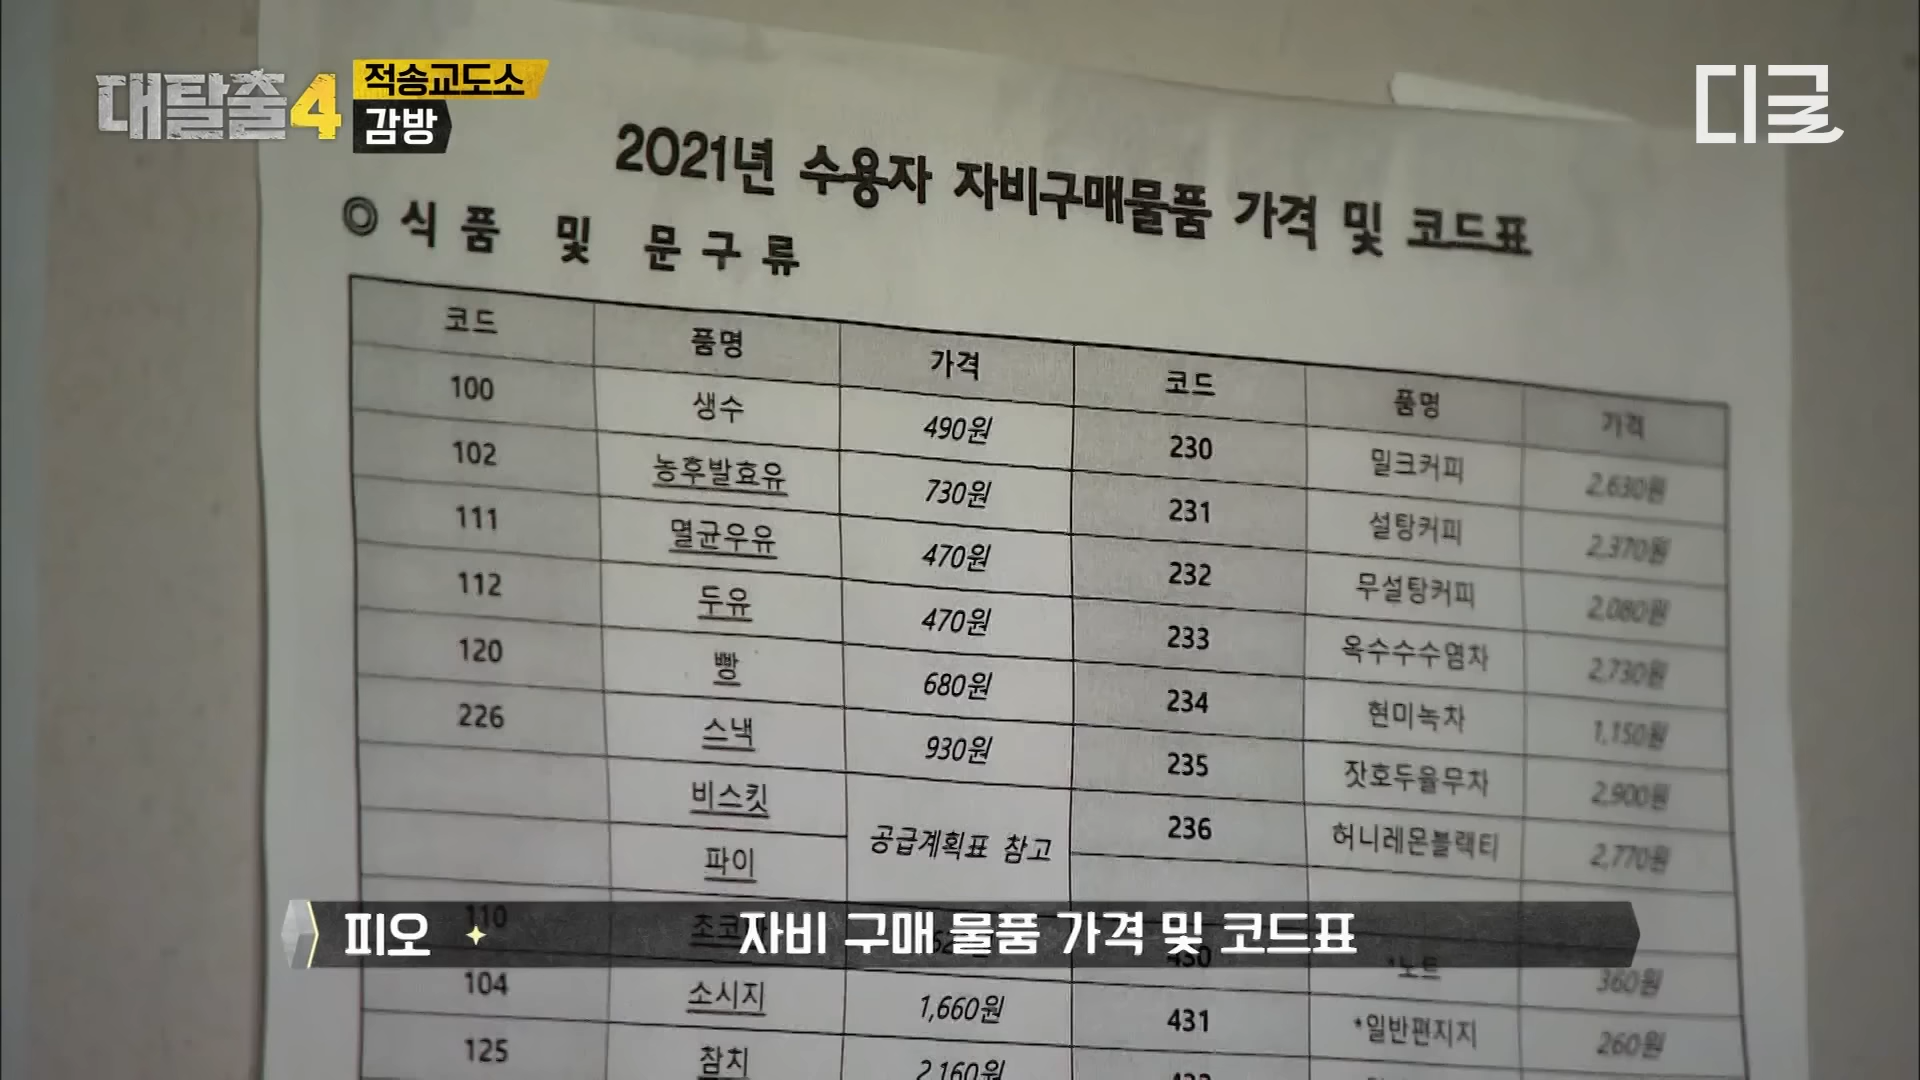 대탈출4 적송교도소
감방
디글
2021년 수용자 자비구매물품 가격 및 코드표
◎ 식품 및 문구류
코드 품명 가격 코드 품명 가격
100 생수 490원 230 밀크커피 2,630원
102 농후발효유 730원 231 설탕커피 2,370원
111 멸균우유 470원 232 무설탕커피 2,080원
112 두유 470원 233 옥수수수염차 2,730원
120 빵 680원 234 현미녹차 1,150원
226 스낵 930원 235 잣호두율무차 2,900원
비스킷 공급계획표 참고 236 허니레몬블랙티 2,770원
파이
110 *노트 360원
피오 자비 구매 물품 가격 및 코드표
104 소시지 1,660원 431 *일반편지지 260원
125 참치 2,160원